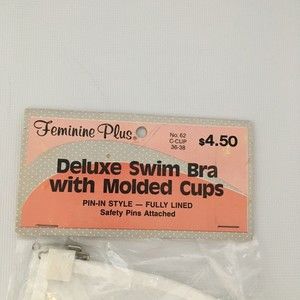 Feminine Plus®
No. 62
C-CUP
36-38
$4.50
Deluxe Swim Bra
with Molded Cups
PIN-IN STYLE — FULLY LINED
Safety Pins Attached